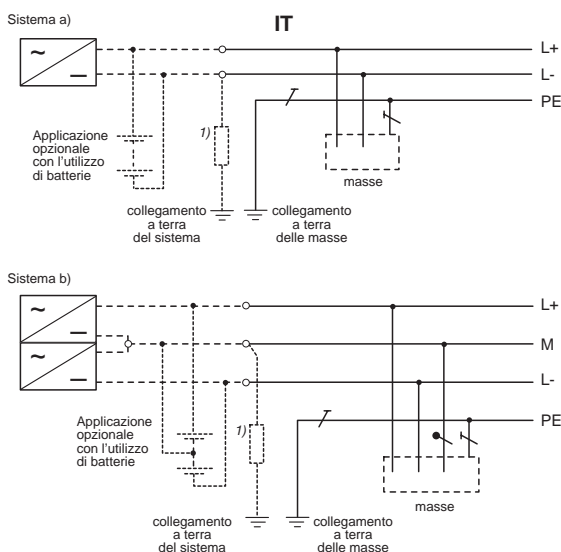 Sistema a)
IT
L+
L-
PE
Applicazione
opzionale
con l'utilizzo
di batterie
1)
masse
collegamento
a terra
del sistema
collegamento
a terra
delle masse
Sistema b)
L+
M
L-
PE
Applicazione
opzionale
con l'utilizzo
di batterie
1)
masse
collegamento
a terra
del sistema
collegamento
a terra
delle masse